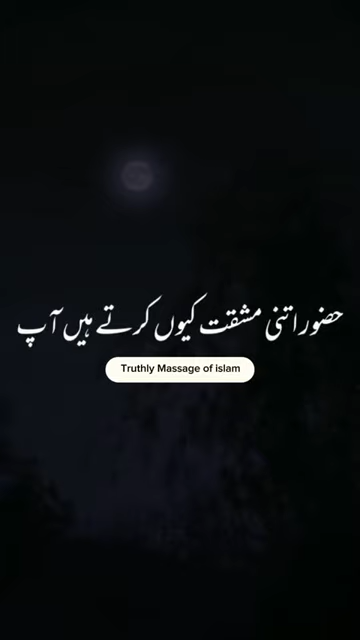 حضور اتنی مشقت کیوں کرتے ہیں آپ
Truthly Massage of islam